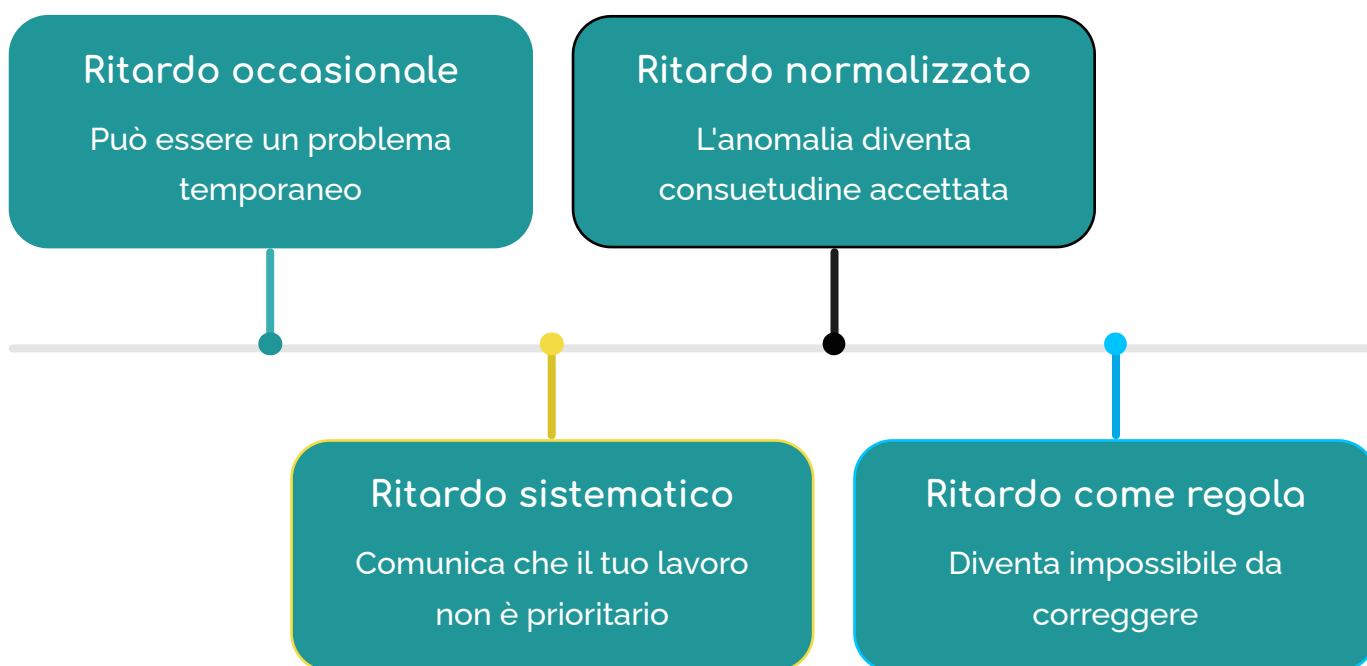 Ritardo occasionale
Può essere un problema
temporaneo
Ritardo normalizzato
L'anomalia diventa
consuetudine accettata
Ritardo sistematico
Comunica che il tuo lavoro
non è prioritario
Ritardo come regola
Diventa impossibile da
correggere